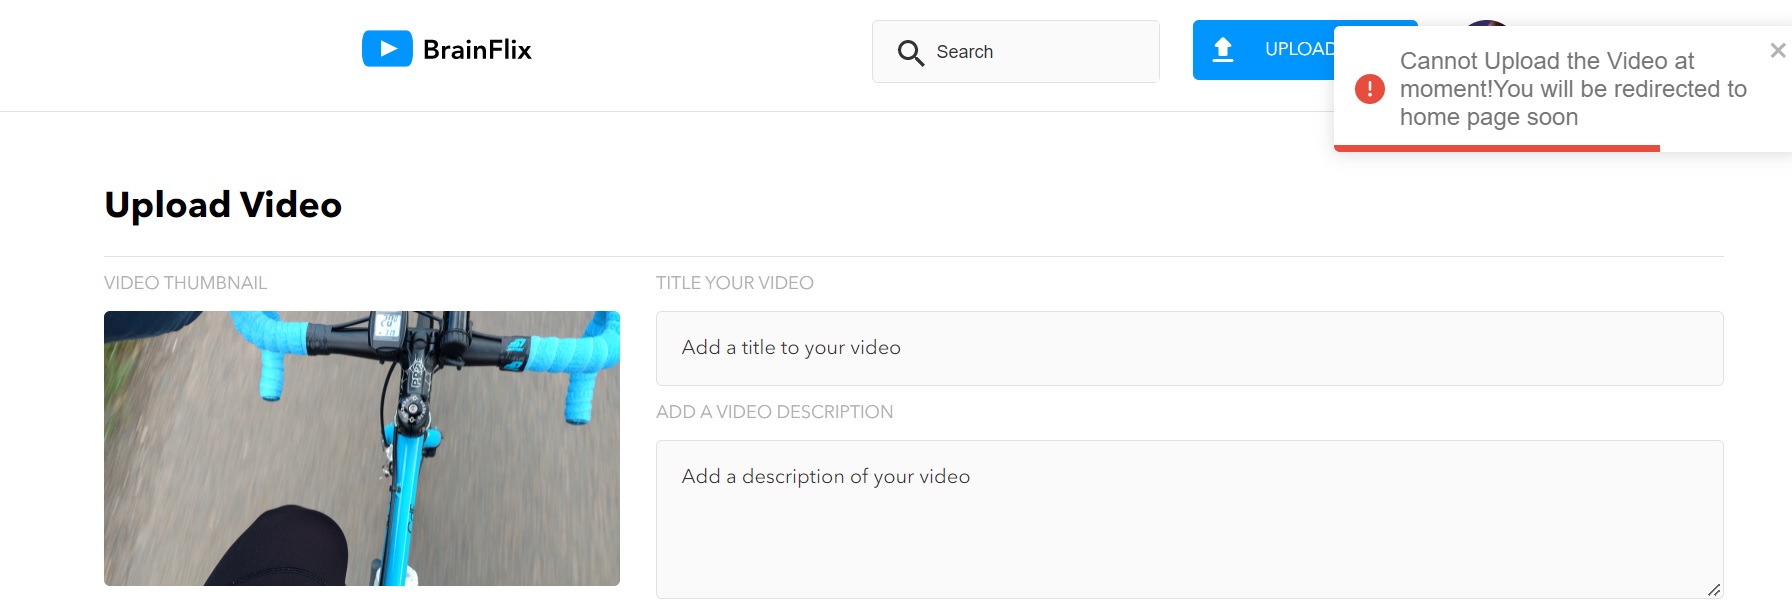 BrainFlix
Search
UPLOAD
Cannot Upload the Video at
moment!You will be redirected to
home page soon
Upload Video
VIDEO THUMBNAIL
TITLE YOUR VIDEO
Add a title to your video
ADD A VIDEO DESCRIPTION
Add a description of your video